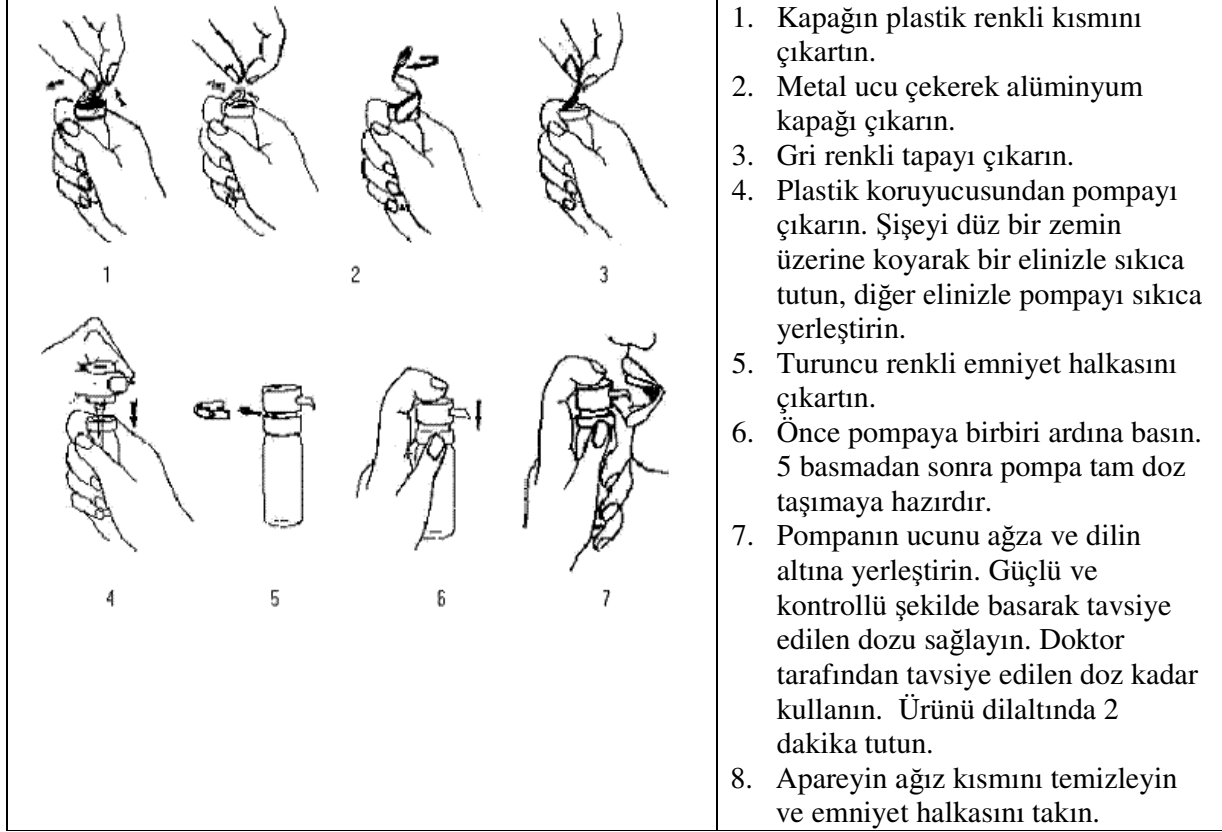 1
2
3
4
5
6
7
1. Kapağın plastik renkli kısmını
çıkartın.
2. Metal ucu çekerek alüminyum
kapağı çıkarın.
3. Gri renkli tapayı çıkarın.
4. Plastik koruyucusundan pompayı
çıkarın. Şişeyi düz bir zemin
üzerine koyarak bir elinizle sıkıca
tutun, diğer elinizle pompayı sıkıca
yerleştirin.
5. Turuncu renkli emniyet halkasını
çıkartın.
6. Önce pompaya birbiri ardına basın.
5 basmadan sonra pompa tam doz
taşımaya hazırdır.
7. Pompanın ucunu ağza ve dilin
altına yerleştirin. Güçlü ve
kontrollü şekilde basarak tavsiye
edilen dozu sağlayın. Doktor
tarafından tavsiye edilen doz kadar
kullanın. Ürünü dilaltında 2
dakika tutun.
8. Apareyin ağız kısmını temizleyin
ve emniyet halkasını takın.